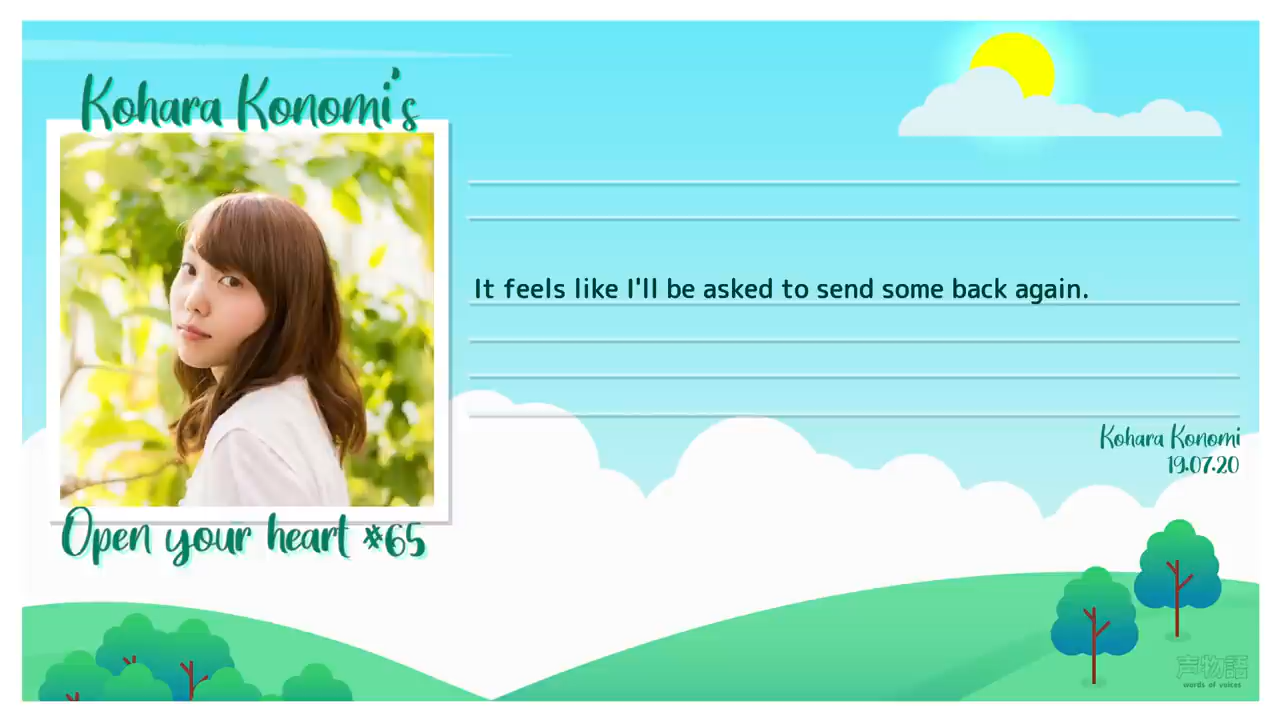 Kohara Konomi's
It feels like I'll be asked to send some back again.
Kohara Konomi
19.07.20
Open your heart #65
声物語
words of voices